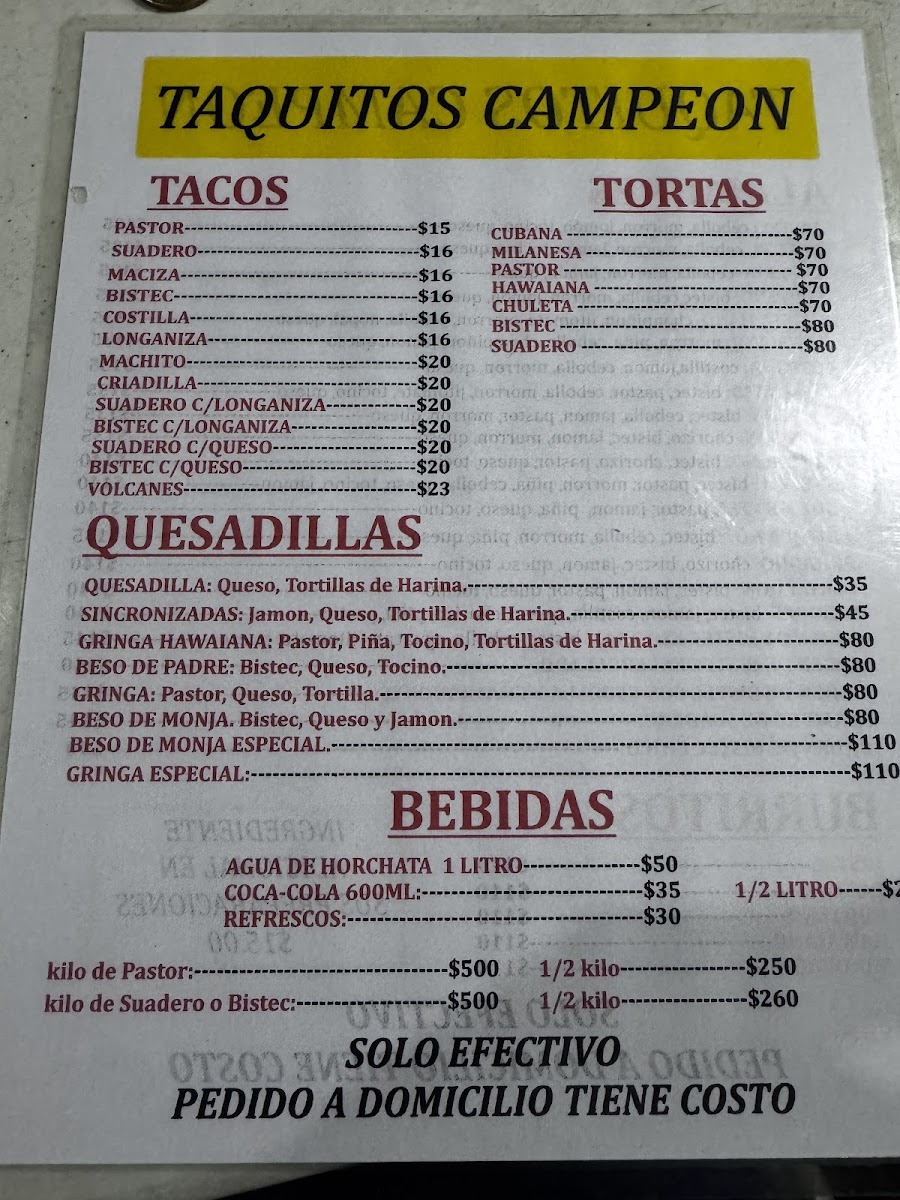 TAQUITOS CAMPEON
TACOS
PASTOR------$15
SUADERO------$16
MACIZA------$16
BISTEC------$16
COSTILLA------$16
LONGANIZA------$16
MACHITO------$20
CRIADILLA------$20
SUADERO C/LONGANIZA------$20
BISTEC C/LONGANIZA------$20
SUADERO C/QUESO------$20
BISTEC C/QUESO------$20
VOLCANES------$23
TORTAS
CUBANA ------$70
MILANESA ------$70
PASTOR ------$70
HAWAIANA ------$70
CHULETA ------$70
BISTEC ------$80
SUADERO ------$80
QUESADILLAS
QUESADILLA: Queso, Tortillas de Harina.------$35
SINCRONIZADAS: Jamon, Queso, Tortillas de Harina.------$45
GRINGA HAWAIANA: Pastor, Piña, Tocino, Tortillas de Harina.------$80
BESO DE PADRE: Bistec, Queso, Tocino.------$80
GRINGA: Pastor, Queso, Tortilla.------$80
BESO DE MONJA. Bistec, Queso y Jamon.------$80
BESO DE MONJA ESPECIAL.------$110
GRINGA ESPECIAL:------$110
BEBIDAS
AGUA DE HORCHATA 1 LITRO------$50
COCA-COLA 600ML:------$35 1/2 LITRO------
REFRESCOS:------$30
kilo de Pastor:------$500 1/2 kilo------$250
kilo de Suadero o Bistec:------$500 1/2 kilo------$260
SOLO EFECTIVO
PEDIDO A DOMICILIO TIENE COSTO